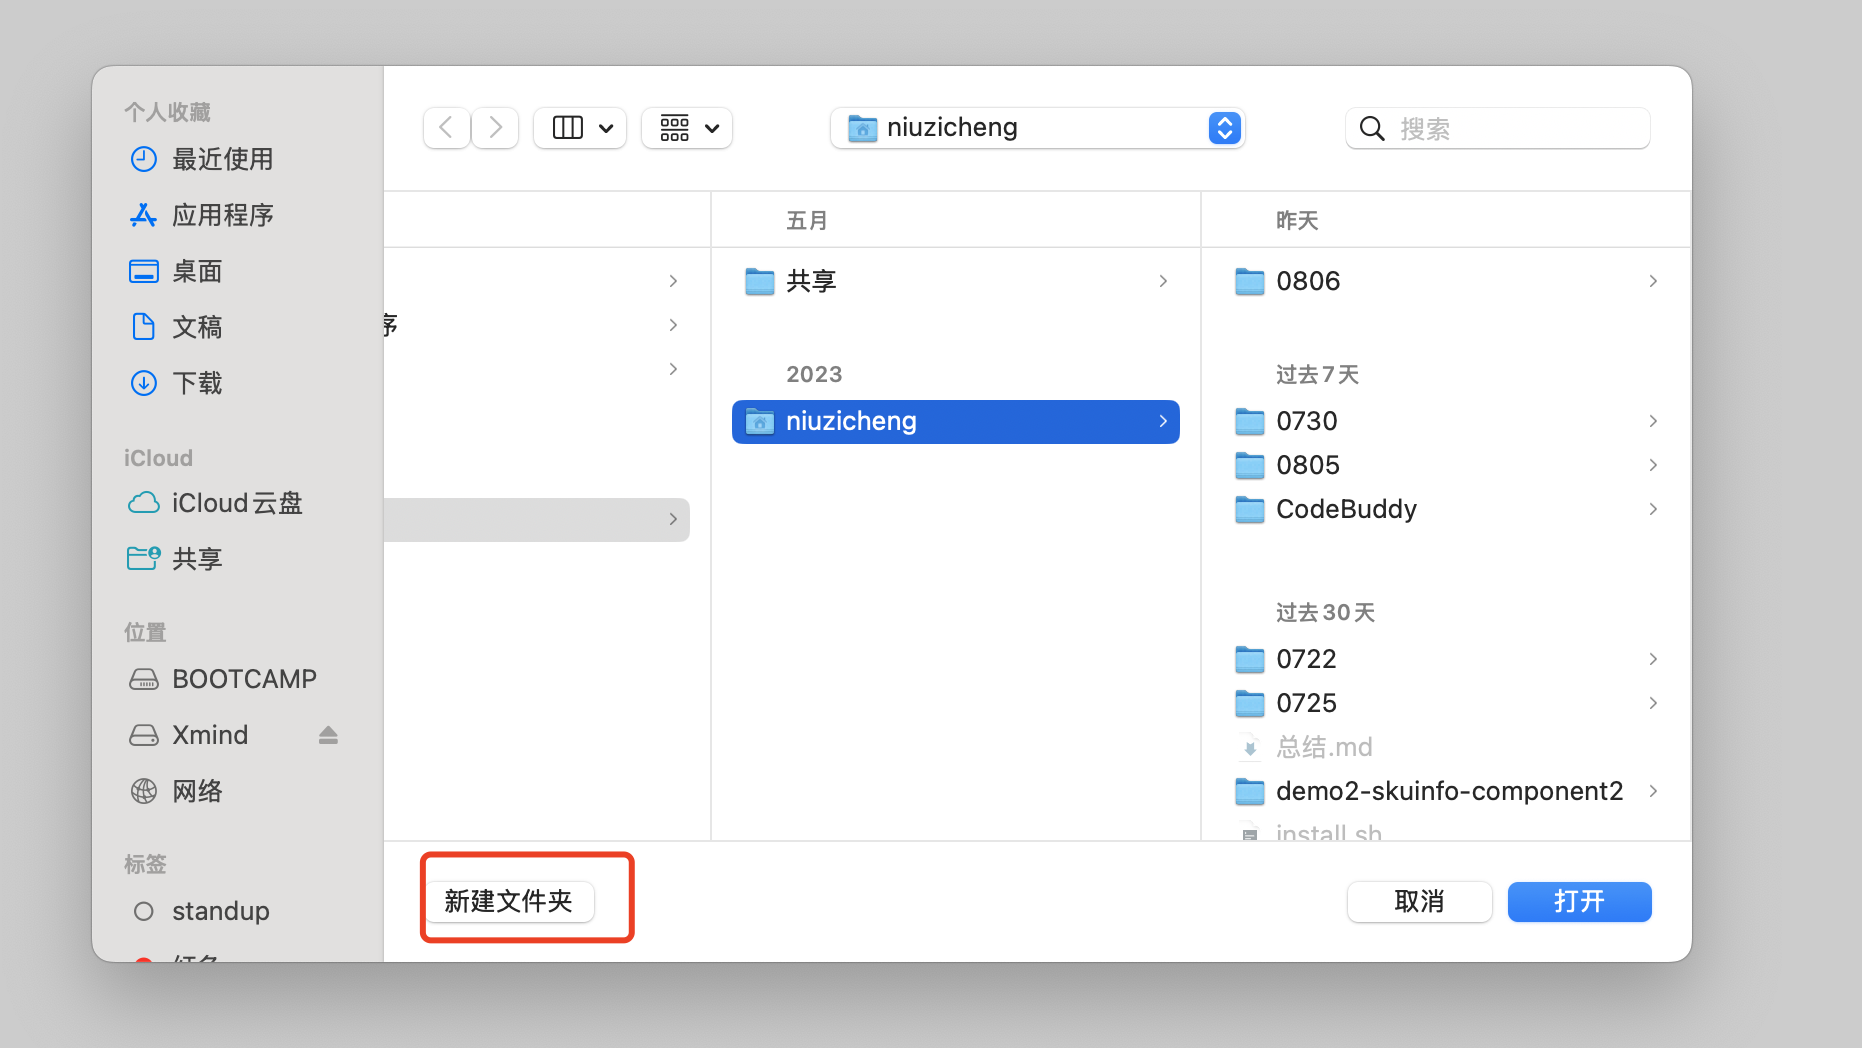 个人收藏
最近使用
应用程序
桌面
文稿
下载
iCloud
iCloud云盘
共享
位置
BOOTCAMP
Xmind
网络
标签
standup
红色
niuzicheng
搜索
序
五月
共享
2023
niuzicheng
昨天
0806
过去7天
0730
0805
CodeBuddy
过去30天
0722
0725
总结.md
demo2-skuinfo-component2
install.sh
新建文件夹
取消
打开